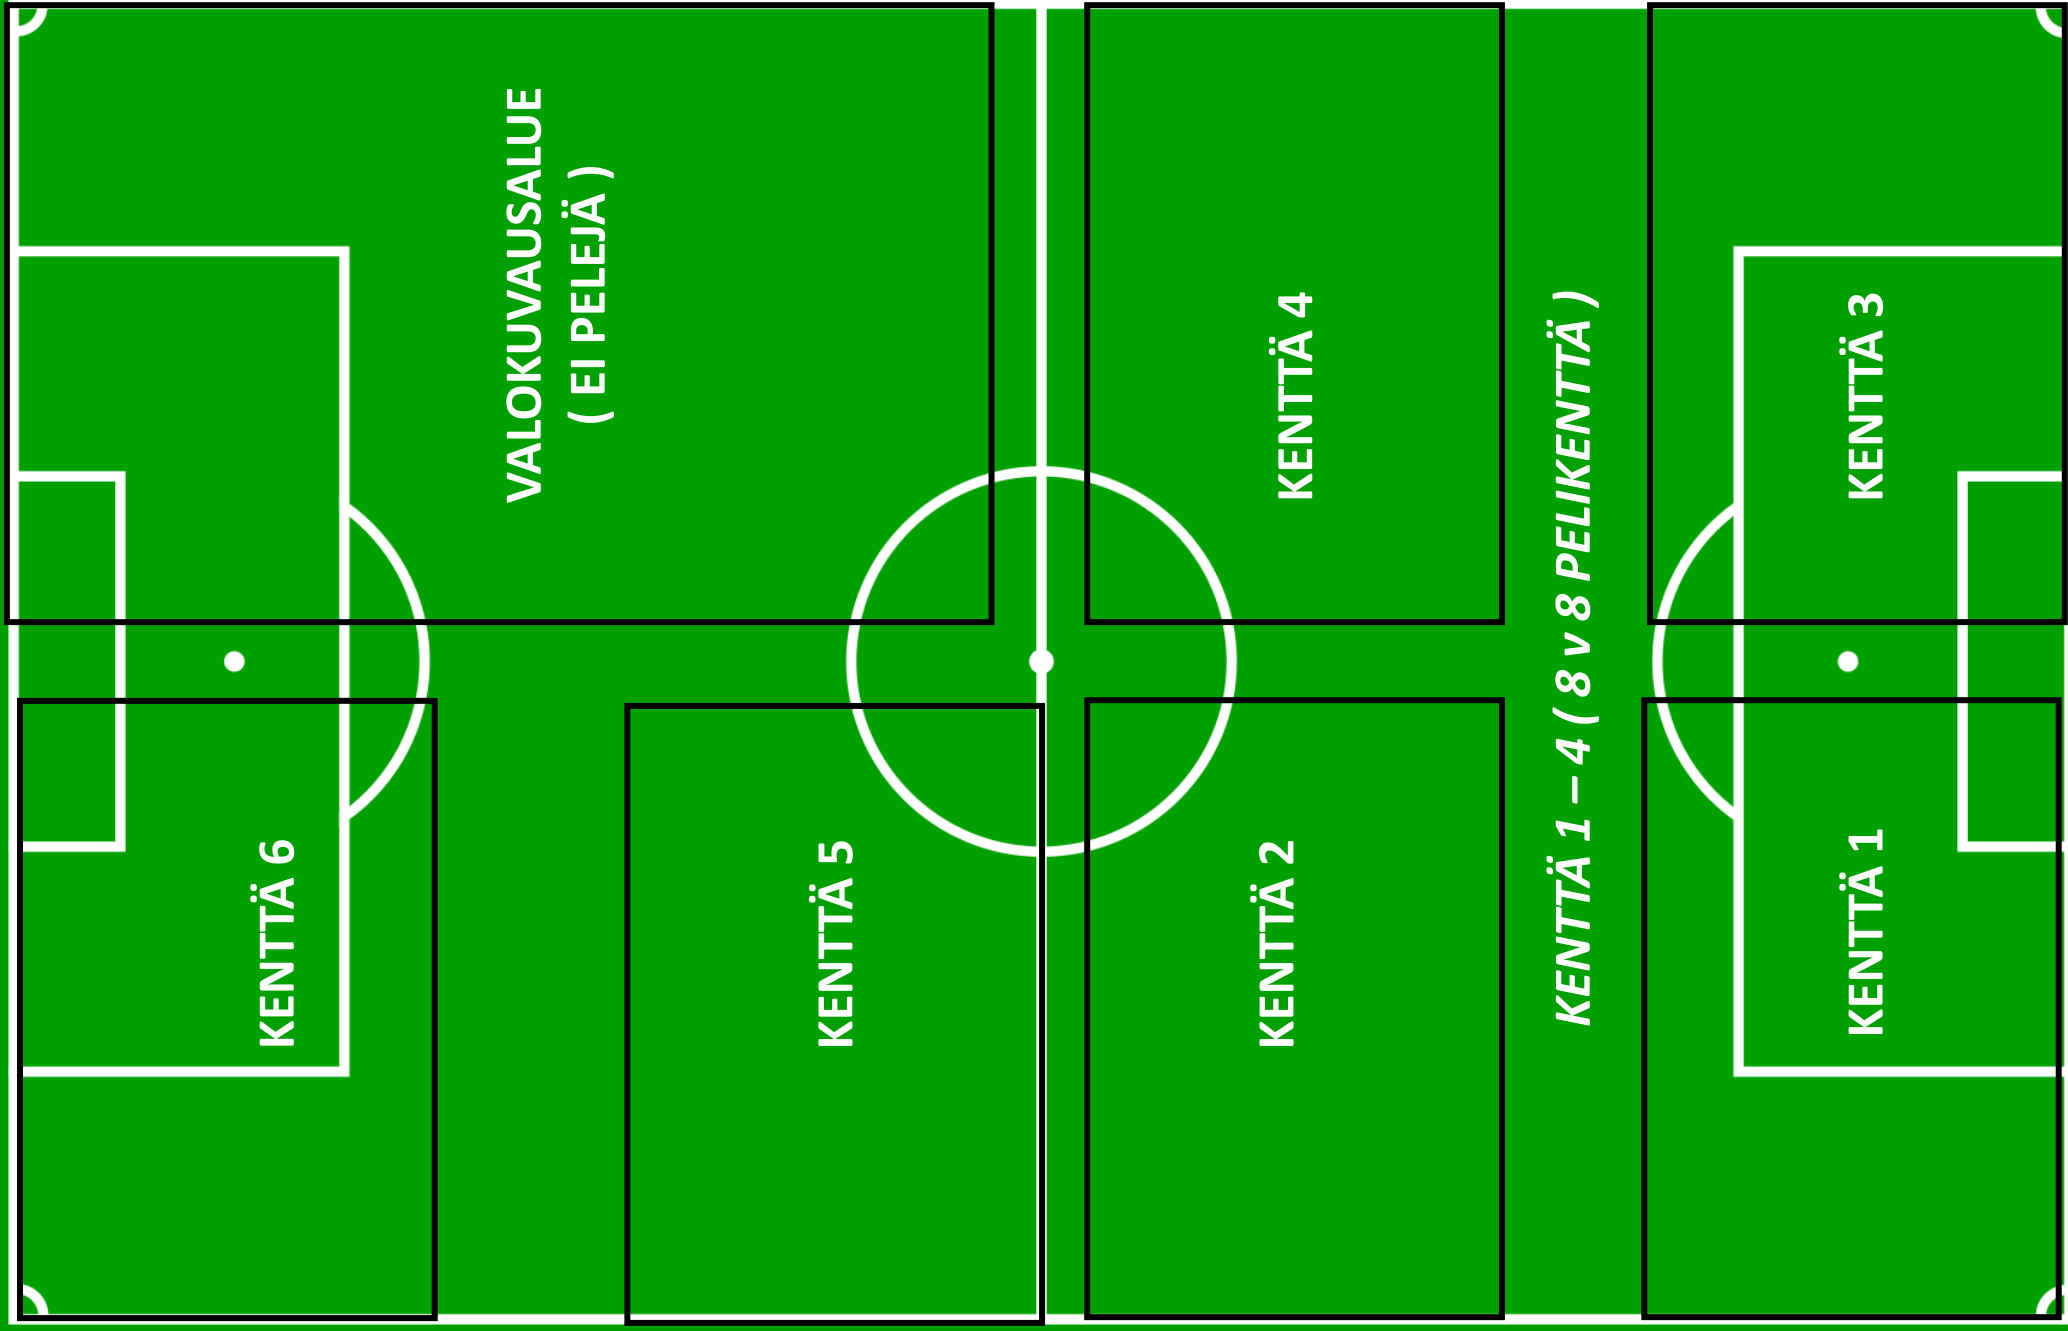 VALOKUVAUSALUE
( EI PELEJÄ )
KENTTÄ 4
KENTTÄ 3
KENTTÄ 1 – 4 ( 8 v 8 PELIKENTTÄ )
KENTTÄ 6
KENTTÄ 5
KENTTÄ 2
KENTTÄ 1